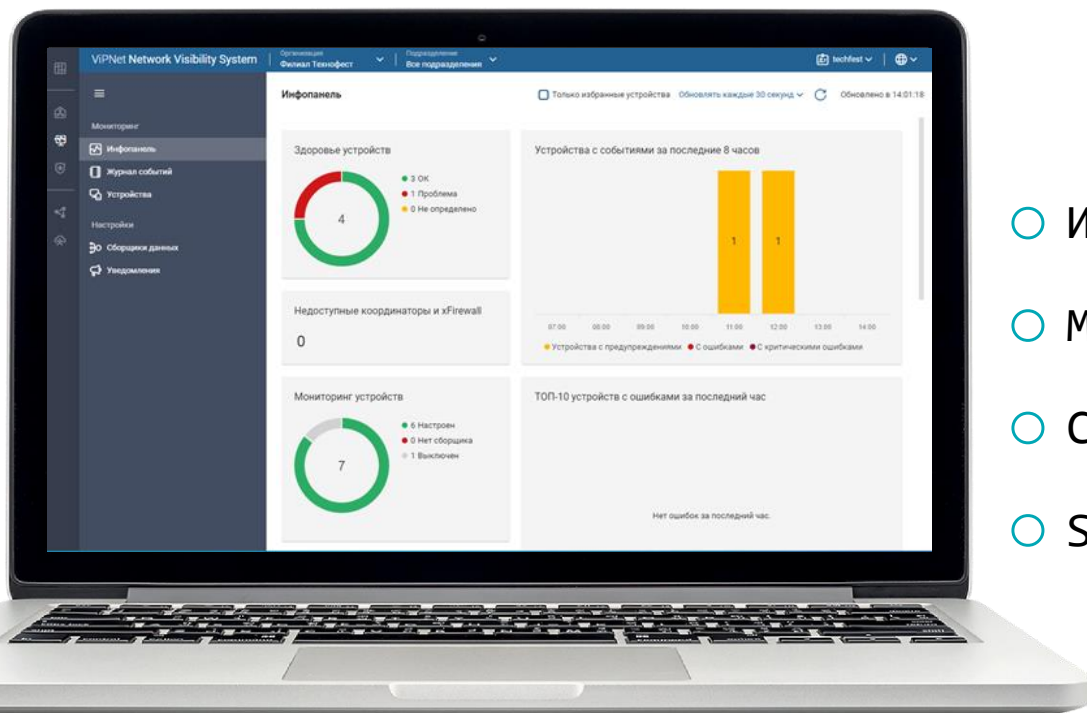 ViPNet Network Visibility System
Организация
Филиал Технофест
Подразделение
Все подразделения
techfest
Мониторинг
Инфопанель
Журнал событий
Устройства
Настройки
Сборщики данных
Уведомления
Инфопанель
Только избранные устройства
Обновлять каждые 30 секунд
Обновлено в 14:01:18
Здоровье устройств
4
3 ОК
1 Проблема
0 Не определено
Недоступные координаторы и xFirewall
0
Мониторинг устройств
7
6 Настроен
0 Нет сборщика
1 Выключен
Устройства с событиями за последние 8 часов
1 1
07:00 08:00 09:00 10:00 11:00 12:00 13:00 14:00
Устройства с предупреждениями С ошибками С критическими ошибками
ТОП-10 устройств с ошибками за последний час
Нет ошибок за последний час.